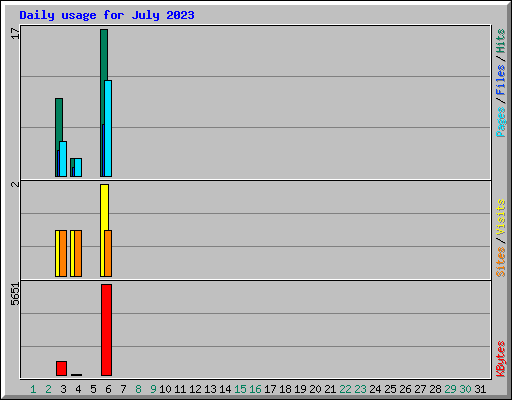 Daily usage for July 2023
17
2
5651
Pages / Files / Hits
Sites / Visits
KBytes
1 2 3 4 5 6 7 8 9 10 11 12 13 14 15 16 17 18 19 20 21 22 23 24 25 26 27 28 29 30 31